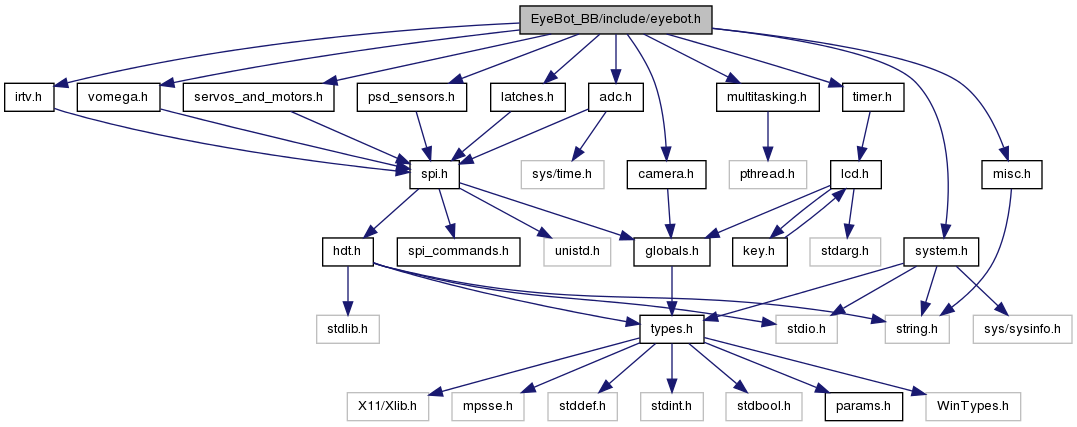 EyeBot_BB/include/eyebot.h
irtv.h
vomega.h
servos_and_motors.h
psd_sensors.h
latches.h
adc.h
multitasking.h
timer.h
spi.h
sys/time.h
camera.h
pthread.h
lcd.h
misc.h
hdt.h
spi_commands.h
unistd.h
globals.h
key.h
stdarg.h
system.h
stdlib.h
types.h
stdio.h
string.h
sys/sysinfo.h
X11/Xlib.h
mpsse.h
stddef.h
stdint.h
stdbool.h
params.h
WinTypes.h